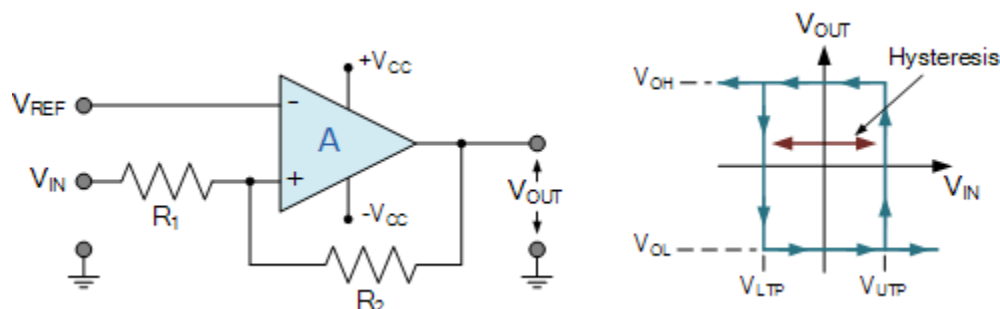 +VCC
VREF
-
A
VIN
+
R1
-VCC
VOUT
R2
VOUT
Hysteresis
VOH
VIN
VOL
VLTP
VUTP